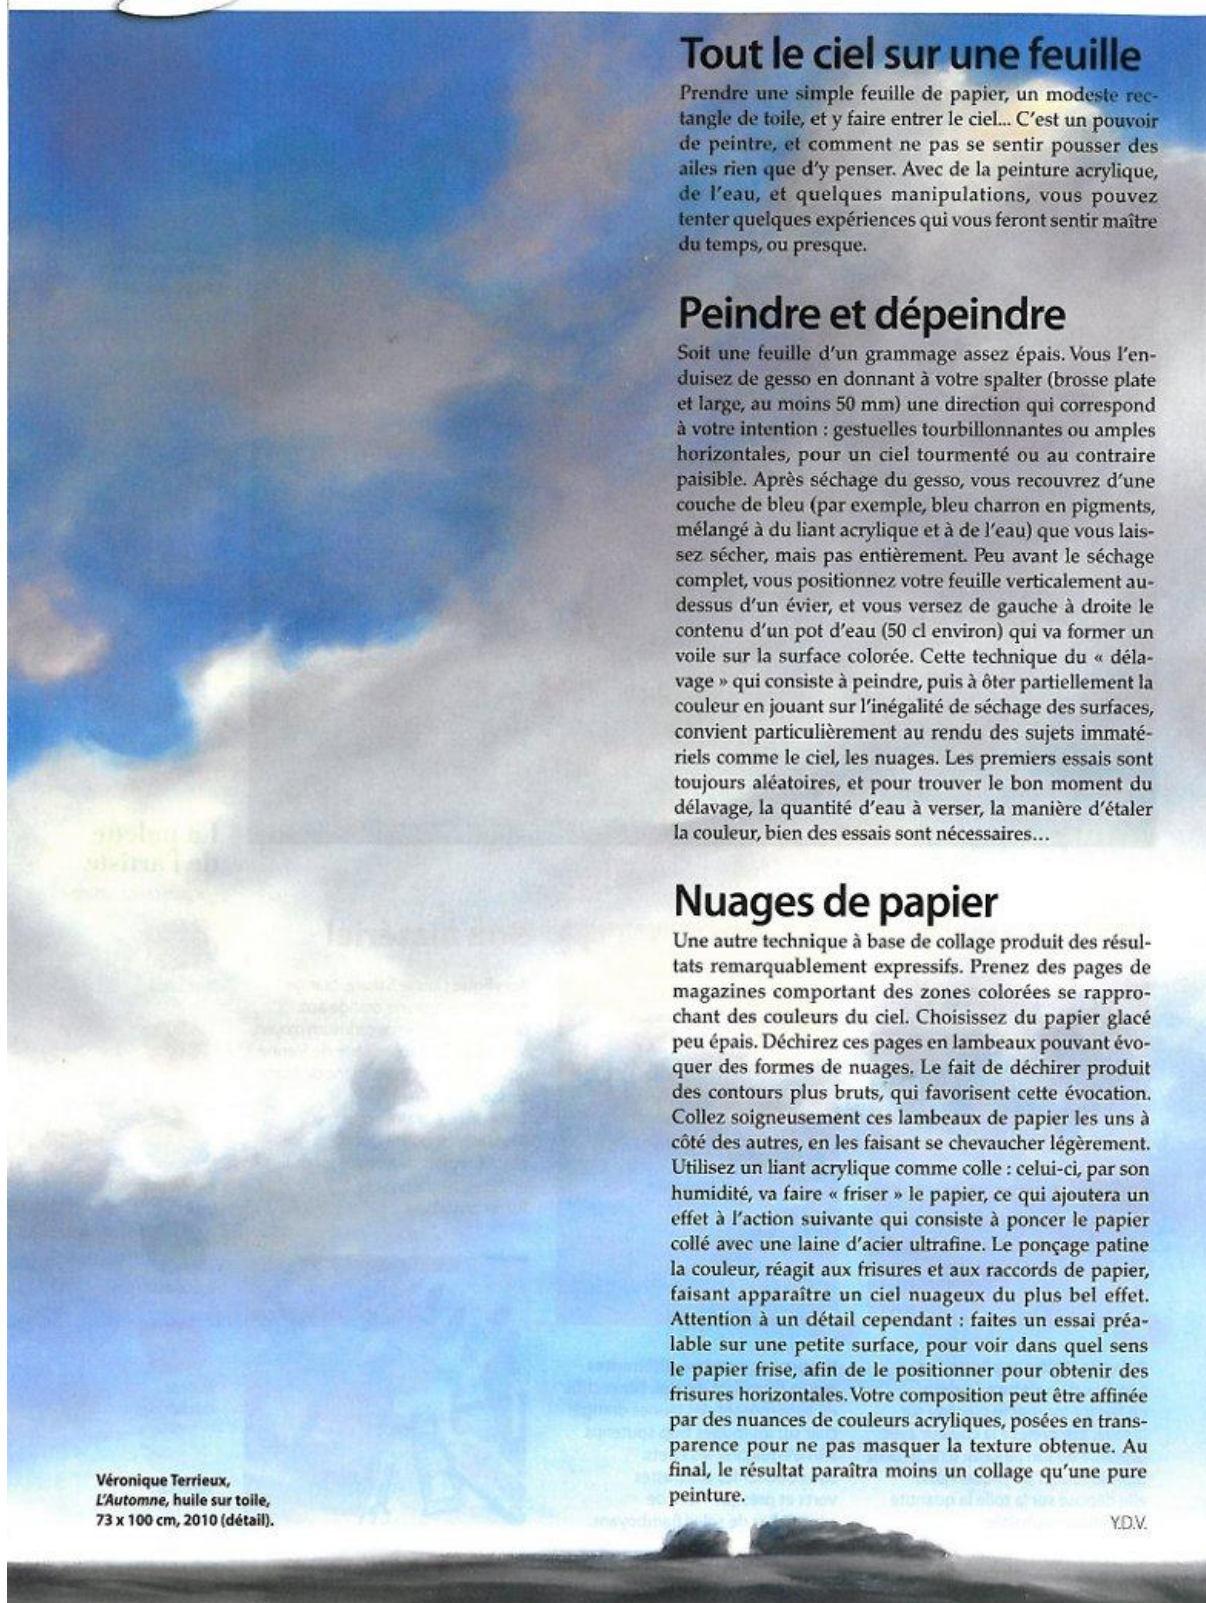 Tout le ciel sur une feuille
Prendre une simple feuille de papier, un modeste rec-
tangle de toile, et y faire entrer le ciel... C'est un pouvoir
de peintre, et comment ne pas se sentir pousser des
ailes rien que d'y penser. Avec de la peinture acrylique,
de l'eau, et quelques manipulations, vous pouvez
tenter quelques expériences qui vous feront sentir maître
du temps, ou presque.
Peindre et dépeindre
Soit une feuille d'un grammage assez épais. Vous l'en-
duisez de gesso en donnant à votre spalter (brosse plate
et large, au moins 50 mm) une direction qui correspond
à votre intention : gestuelles tourbillonnantes ou amples
horizontales, pour un ciel tourmenté ou au contraire
paisible. Après séchage du gesso, vous recouvrez d'une
couche de bleu (par exemple, bleu charron en pigments,
mélangé à du liant acrylique et à de l'eau) que vous lais-
sez sécher, mais pas entièrement. Peu avant le séchage
complet, vous positionnez votre feuille verticalement au-
dessus d'un évier, et vous versez de gauche à droite le
contenu d'un pot d'eau (50 cl environ) qui va former un
voile sur la surface colorée. Cette technique du « déla-
vage » qui consiste à peindre, puis à ôter partiellement la
couleur en jouant sur l'inégalité de séchage des surfaces,
convient particulièrement au rendu des sujets immaté-
riels comme le ciel, les nuages. Les premiers essais sont
toujours aléatoires, et pour trouver le bon moment du
délavage, la quantité d'eau à verser, la manière d'étaler
la couleur, bien des essais sont nécessaires...
Nuages de papier
Une autre technique à base de collage produit des résul-
tats remarquablement expressifs. Prenez des pages de
magazines comportant des zones colorées se rappro-
chant des couleurs du ciel. Choisissez du papier glacé
peu épais. Déchirez ces pages en lambeaux pouvant évo-
quer des formes de nuages. Le fait de déchirer produit
des contours plus bruts, qui favorisent cette évocation.
Collez soigneusement ces lambeaux de papier les uns à
côté des autres, en les faisant se chevaucher légèrement.
Utilisez un liant acrylique comme colle : celui-ci, par son
humidité, va faire « friser » le papier, ce qui ajoutera un
effet à l'action suivante qui consiste à poncer le papier
collé avec une laine d'acier ultrafine. Le ponçage patine
la couleur, réagit aux frisures et aux raccords de papier,
faisant apparaître un ciel nuageux du plus bel effet.
Attention à un détail cependant : faites un essai préa-
lable sur une petite surface, pour voir dans quel sens
le papier frise, afin de le positionner pour obtenir des
frisures horizontales. Votre composition peut être affinée
par des nuances de couleurs acryliques, posées en trans-
parence pour ne pas masquer la texture obtenue. Au
final, le résultat paraîtra moins un collage qu'une pure
peinture.
Y.D.V.
Véronique Terrieux,
L'Automne, huile sur toile,
73 x 100 cm, 2010 (détail).